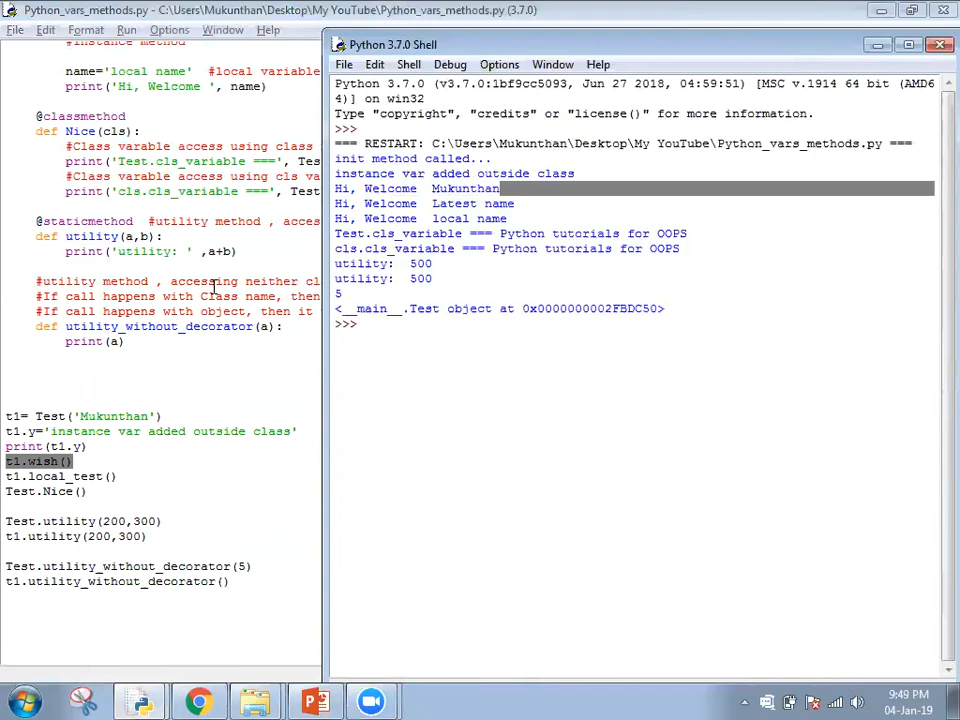 Python_vars_methods.py - C:\Users\Mukunthan\Desktop\My YouTube\Python_vars_methods.py (3.7.0)
File Edit Format Run Options Window Help
#instance method
name='local name' #local variable
print('Hi, Welcome ', name)
@classmethod
def Nice(cls):
#Class varable access using class
print('Test.cls_variable ===', Te
#Class varable access using cls va
print('cls.cls_variable ===', Test
@staticmethod #utility method , acces
def utility(a,b):
print('utility: ' ,a+b)
#utility method , accessing neither cl
#If call happens with Class name, then
#If call happens with object, then it
def utility_without_decorator(a):
print(a)
t1= Test('Mukunthan')
t1.y='instance var added outside class'
print(t1.y)
t1.wish()
t1.local_test()
Test.Nice()
Test.utility(200,300)
t1.utility(200,300)
Test.utility_without_decorator(5)
t1.utility_without_decorator()
Python 3.7.0 Shell
File Edit Shell Debug Options Window Help
Python 3.7.0 (v3.7.0:1bf9cc5093, Jun 27 2018, 04:59:51) [MSC v.1914 64 bit (AMD6
4)] on win32
Type "copyright", "credits" or "license()" for more information.
>>>
=== RESTART: C:\Users\Mukunthan\Desktop\My YouTube\Python_vars_methods.py ===
init method called...
instance var added outside class
Hi, Welcome  Mukunthan
Hi, Welcome  Latest name
Hi, Welcome  local name
Test.cls_variable === Python tutorials for OOPS
cls.cls_variable === Python tutorials for OOPS
utility:  500
utility:  500
5
<__main__.Test object at 0x0000000002FBDC50>
>>>
9:49 PM
04-Jan-19